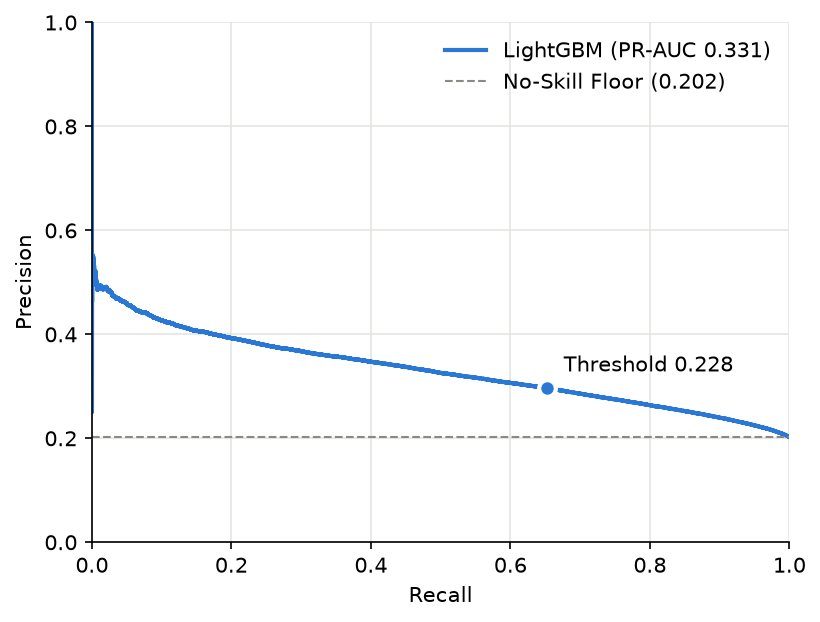 1.0
0.8
0.6
0.4
0.2
0.0
Precision
LightGBM (PR-AUC 0.331)
No-Skill Floor (0.202)
Threshold 0.228
0.0 0.2 0.4 0.6 0.8 1.0
Recall